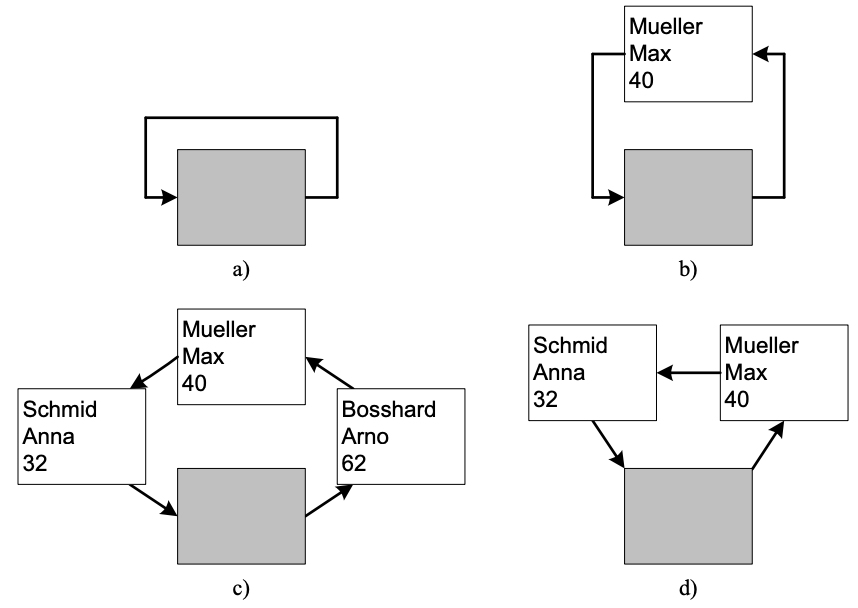 Mueller
Max
40
a)
b)
Mueller
Max
40
Schmid
Anna
32
Bosshard
Arno
62
c)
Schmid
Anna
32
Mueller
Max
40
d)